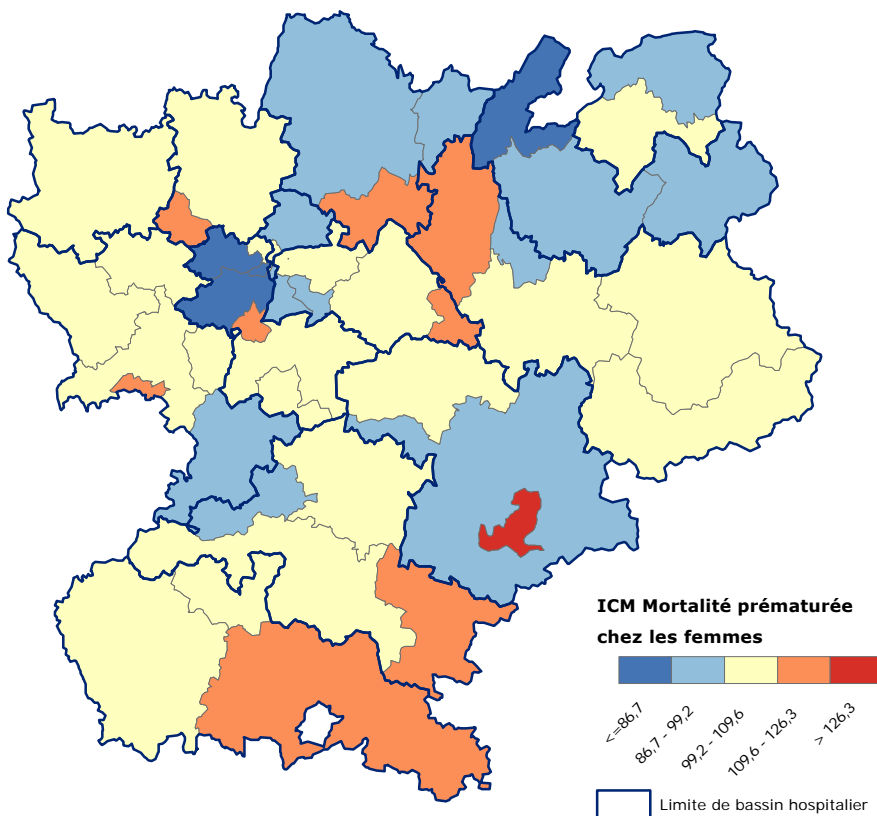 ICM Mortalité prématurée
chez les femmes
<=86,7
86,7 - 99,2
99,2 - 109,6
109,6 - 126,3
> 126,3
Limite de bassin hospitalier